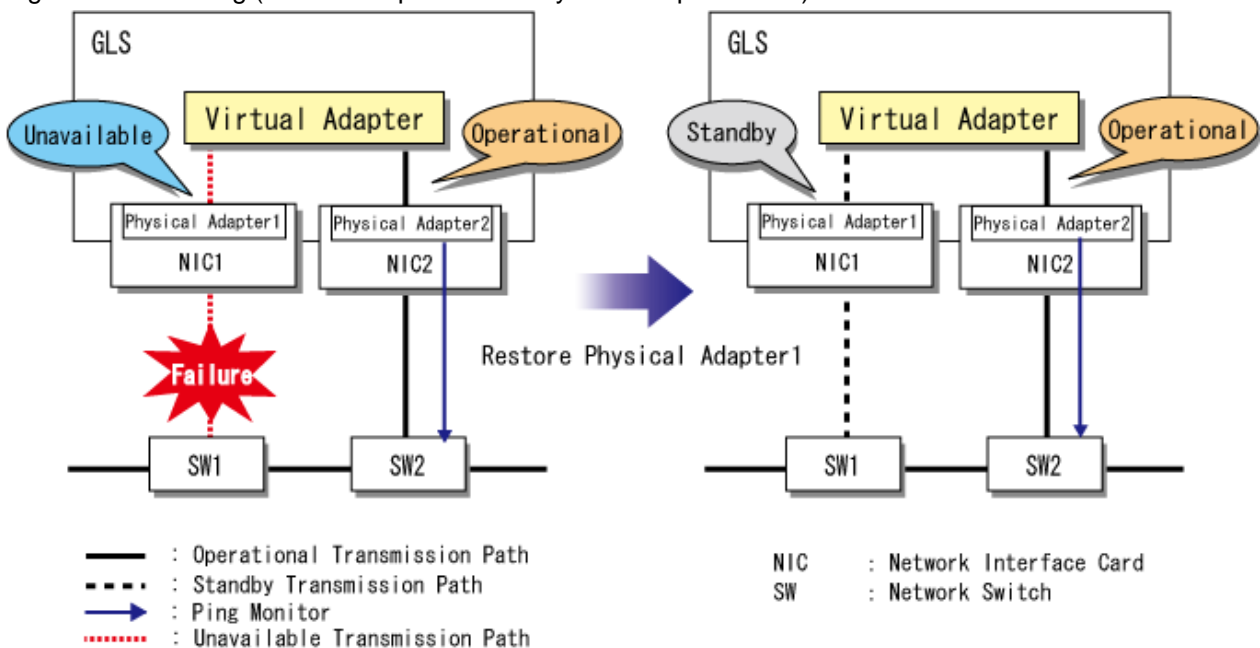 GLS
Virtual Adapter
Unavailable
Operational
Physical Adapter1
Physical Adapter2
NIC1
NIC2
Failure
SW1
SW2
Restore Physical Adapter1
GLS
Virtual Adapter
Standby
Operational
Physical Adapter1
Physical Adapter2
NIC1
NIC2
SW1
SW2
: Operational Transmission Path
: Standby Transmission Path
: Ping Monitor
: Unavailable Transmission Path
NIC : Network Interface Card
SW : Network Switch